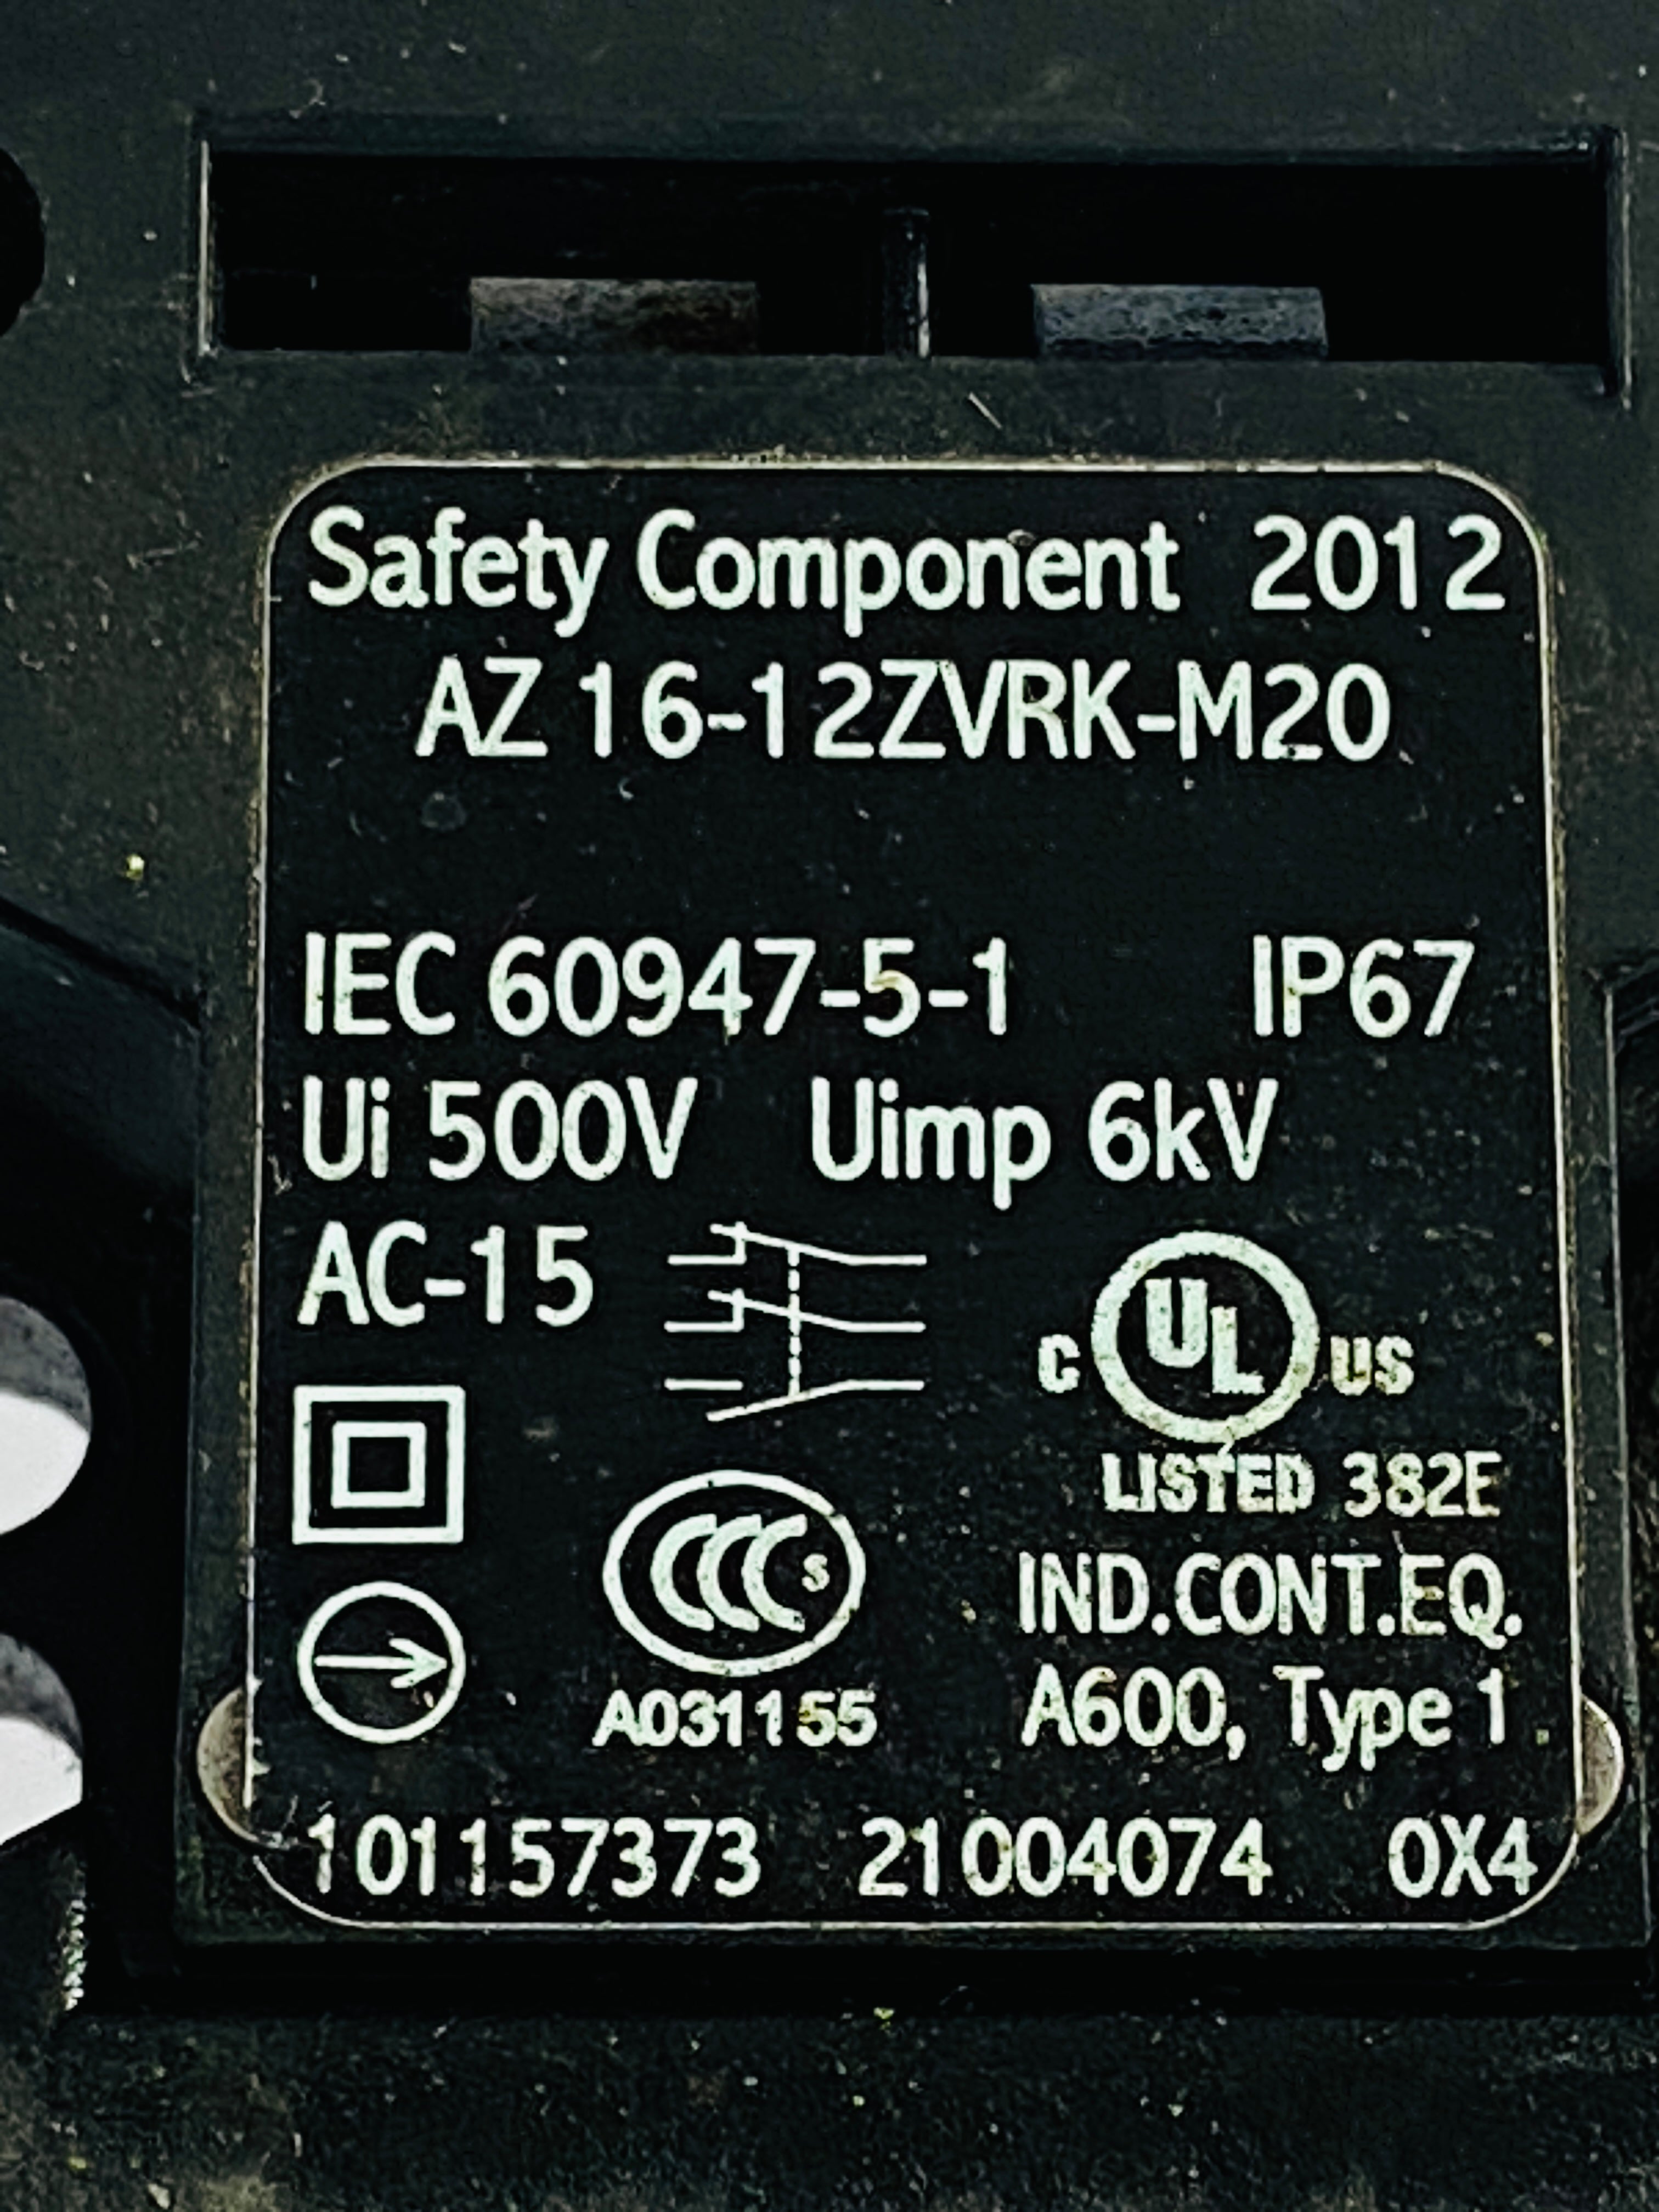 Safety Component 2012
AZ 16-12ZVRK-M20
IEC 60947-5-1 IP67
Ui 500V Uimp 6kV
AC-15
C UL US
LISTED 382E
CCC S
IND.CONT.EQ.
A031155 A600, Type 1
101157373 21004074 0X4